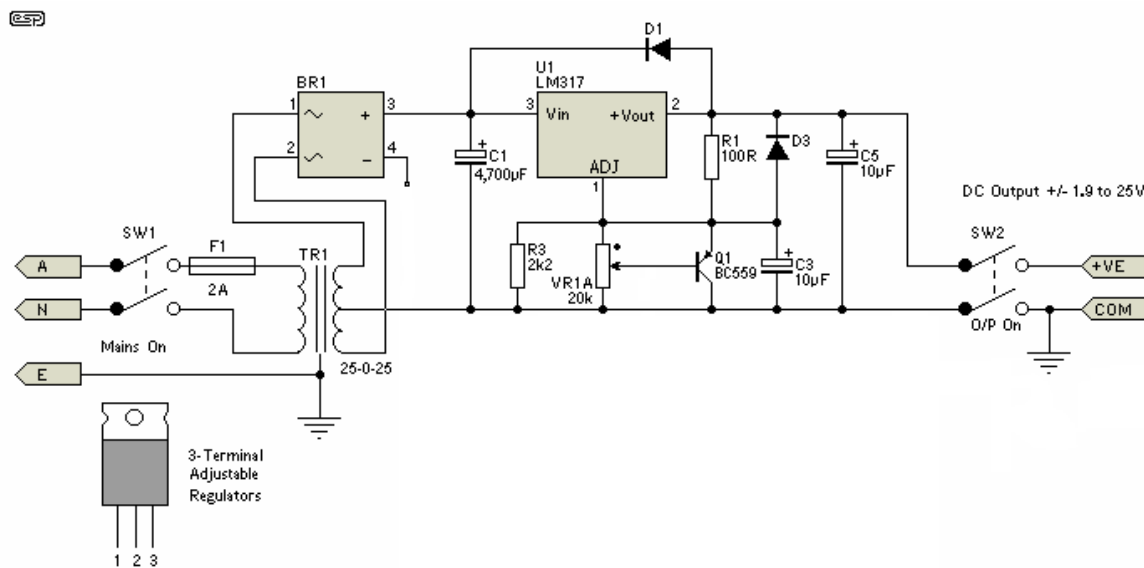 esp
D1
U1
LM317
BR1
1
2
3
4
+
-
3
Vin
+Vout
2
ADJ
1
+
C1
4,700µF
R1
100R
D3
+
C5
10µF
DC Output +/- 1.9 to 25V
SW1
F1
2A
TR1
A
N
E
Mains On
25-0-25
R3
2k2
VR1A
20k
Q1
BC559
+
C3
10µF
SW2
O/P On
+VE
COM
3-Terminal
Adjustable
Regulators
1 2 3